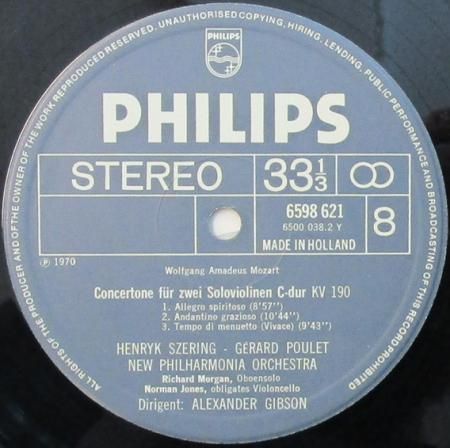 ALL RIGHTS OF THE PRODUCER AND OF THE OWNER OF THE WORK REPRODUCED RESERVED. UNAUTHORISED COPYING, HIRING, LENDING, PUBLIC PERFORMANCE AND BROADCASTING OF THIS RECORD PROHIBITED
PHILIPS
PHILIPS
STEREO 33⅓
6598 621
6500 038.2 Y
MADE IN HOLLAND
8
℗ 1970
Wolfgang Amadeus Mozart
Concertone für zwei Soloviolinen C-dur KV 190
1. Allegro spiritoso (8'57'')
2. Andantino grazioso (10'44'')
3. Tempo di menuetto (Vivace) (9'43'')
HENRYK SZERING - GÉRARD POULET
NEW PHILHARMONIA ORCHESTRA
Richard Morgan, Oboensolo
Norman Jones, obligates Violoncello
Dirigent: ALEXANDER GIBSON